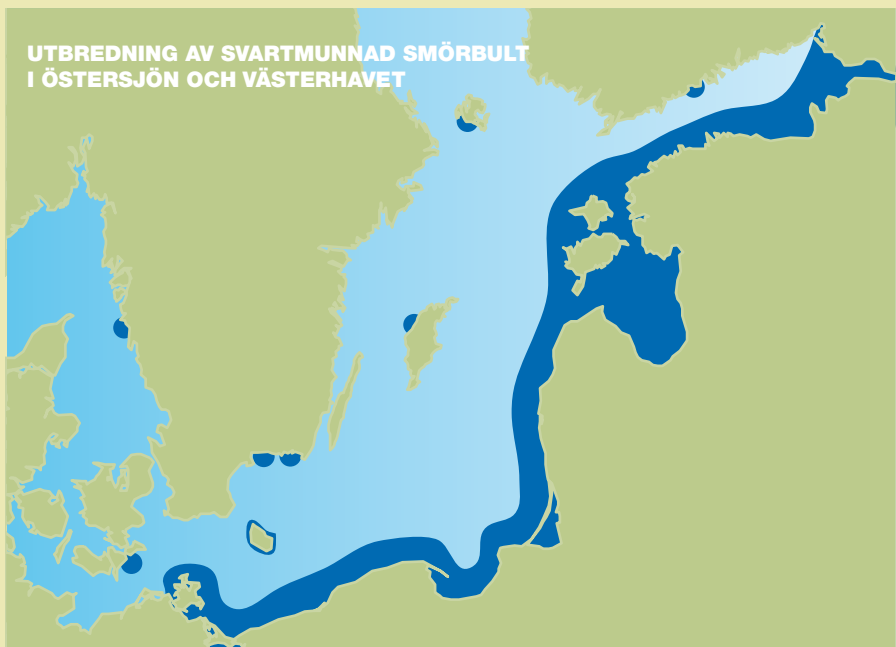 UTBREDNING AV SVARTMUNNAD SMÖRBULT
I ÖSTERSJÖN OCH VÄSTERHAVET